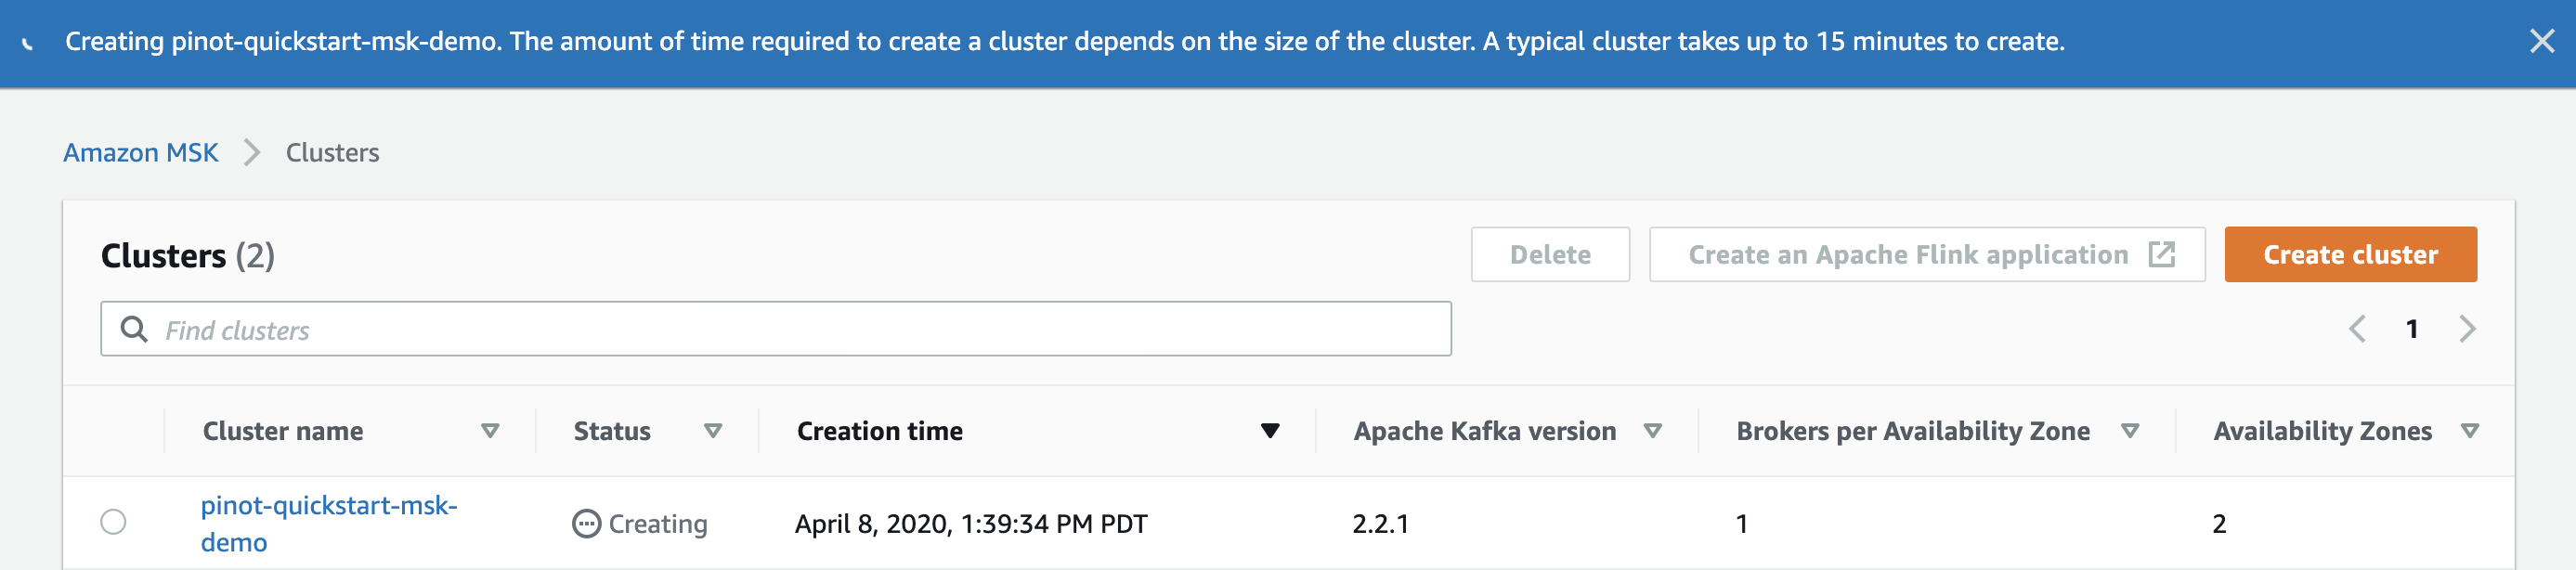 Creating pinot-quickstart-msk-demo. The amount of time required to create a cluster depends on the size of the cluster. A typical cluster takes up to 15 minutes to create.
Amazon MSK Clusters
Clusters (2) Delete Create an Apache Flink application Create cluster
Find clusters 1
Cluster name Status Creation time Apache Kafka version Brokers per Availability Zone Availability Zones
pinot-quickstart-msk-
demo Creating April 8, 2020, 1:39:34 PM PDT 2.2.1 1 2